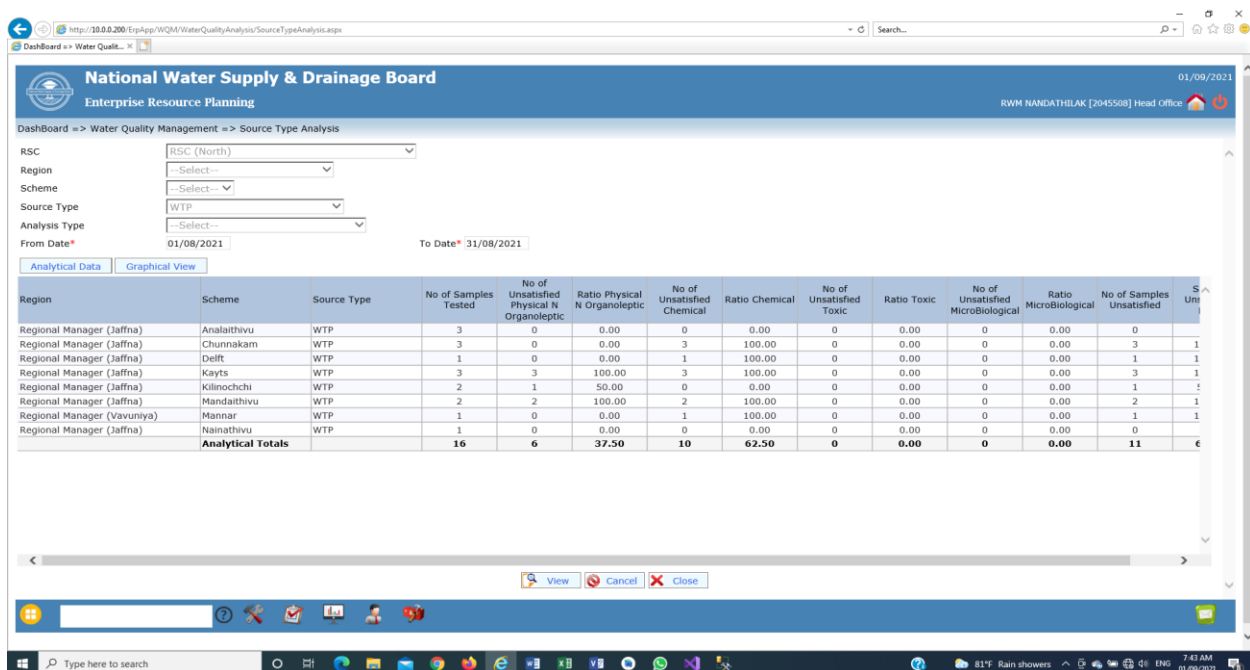 http://10.0.0.200/ErpApp/WQM/WaterQualityAnalysis/SourceTypeAnalysis.aspx Search...
DashBoard => Water Qualit...
National Water Supply & Drainage Board 01/09/2021
Enterprise Resource Planning RWM NANDATHILAK [2045508] Head Office
DashBoard => Water Quality Management => Source Type Analysis
RSC RSC (North)
Region --Select--
Scheme --Select--
Source Type WTP
Analysis Type --Select--
From Date* 01/08/2021 To Date* 31/08/2021
Analytical Data Graphical View
Region Scheme Source Type No of Samples Tested No of Unsatisfied Physical N Organoleptic Ratio Physical N Organoleptic No of Unsatisfied Chemical Ratio Chemical No of Unsatisfied Toxic Ratio Toxic No of Unsatisfied MicroBiological Ratio MicroBiological No of Samples Unsatisfied
Regional Manager (Jaffna) Analaithivu WTP 3 0 0.00 0 0.00 0 0.00 0 0.00 0
Regional Manager (Jaffna) Chunnakam WTP 3 0 0.00 3 100.00 0 0.00 0 0.00 3 1
Regional Manager (Jaffna) Delft WTP 1 0 0.00 1 100.00 0 0.00 0 0.00 1 1
Regional Manager (Jaffna) Kayts WTP 3 3 100.00 3 100.00 0 0.00 0 0.00 3 1
Regional Manager (Jaffna) Kilinochchi WTP 2 1 50.00 0 0.00 0 0.00 0 0.00 1
Regional Manager (Jaffna) Mandaithivu WTP 2 2 100.00 2 100.00 0 0.00 0 0.00 2 1
Regional Manager (Vavuniya) Mannar WTP 1 0 0.00 1 100.00 0 0.00 0 0.00 1 1
Regional Manager (Jaffna) Nainathivu WTP 1 0 0.00 0 0.00 0 0.00 0 0.00 0
Analytical Totals 16 6 37.50 10 62.50 0 0.00 0 0.00 11 6
View Cancel Close
Type here to search 81°F Rain showers ENG 7:43 AM
01/09/2021